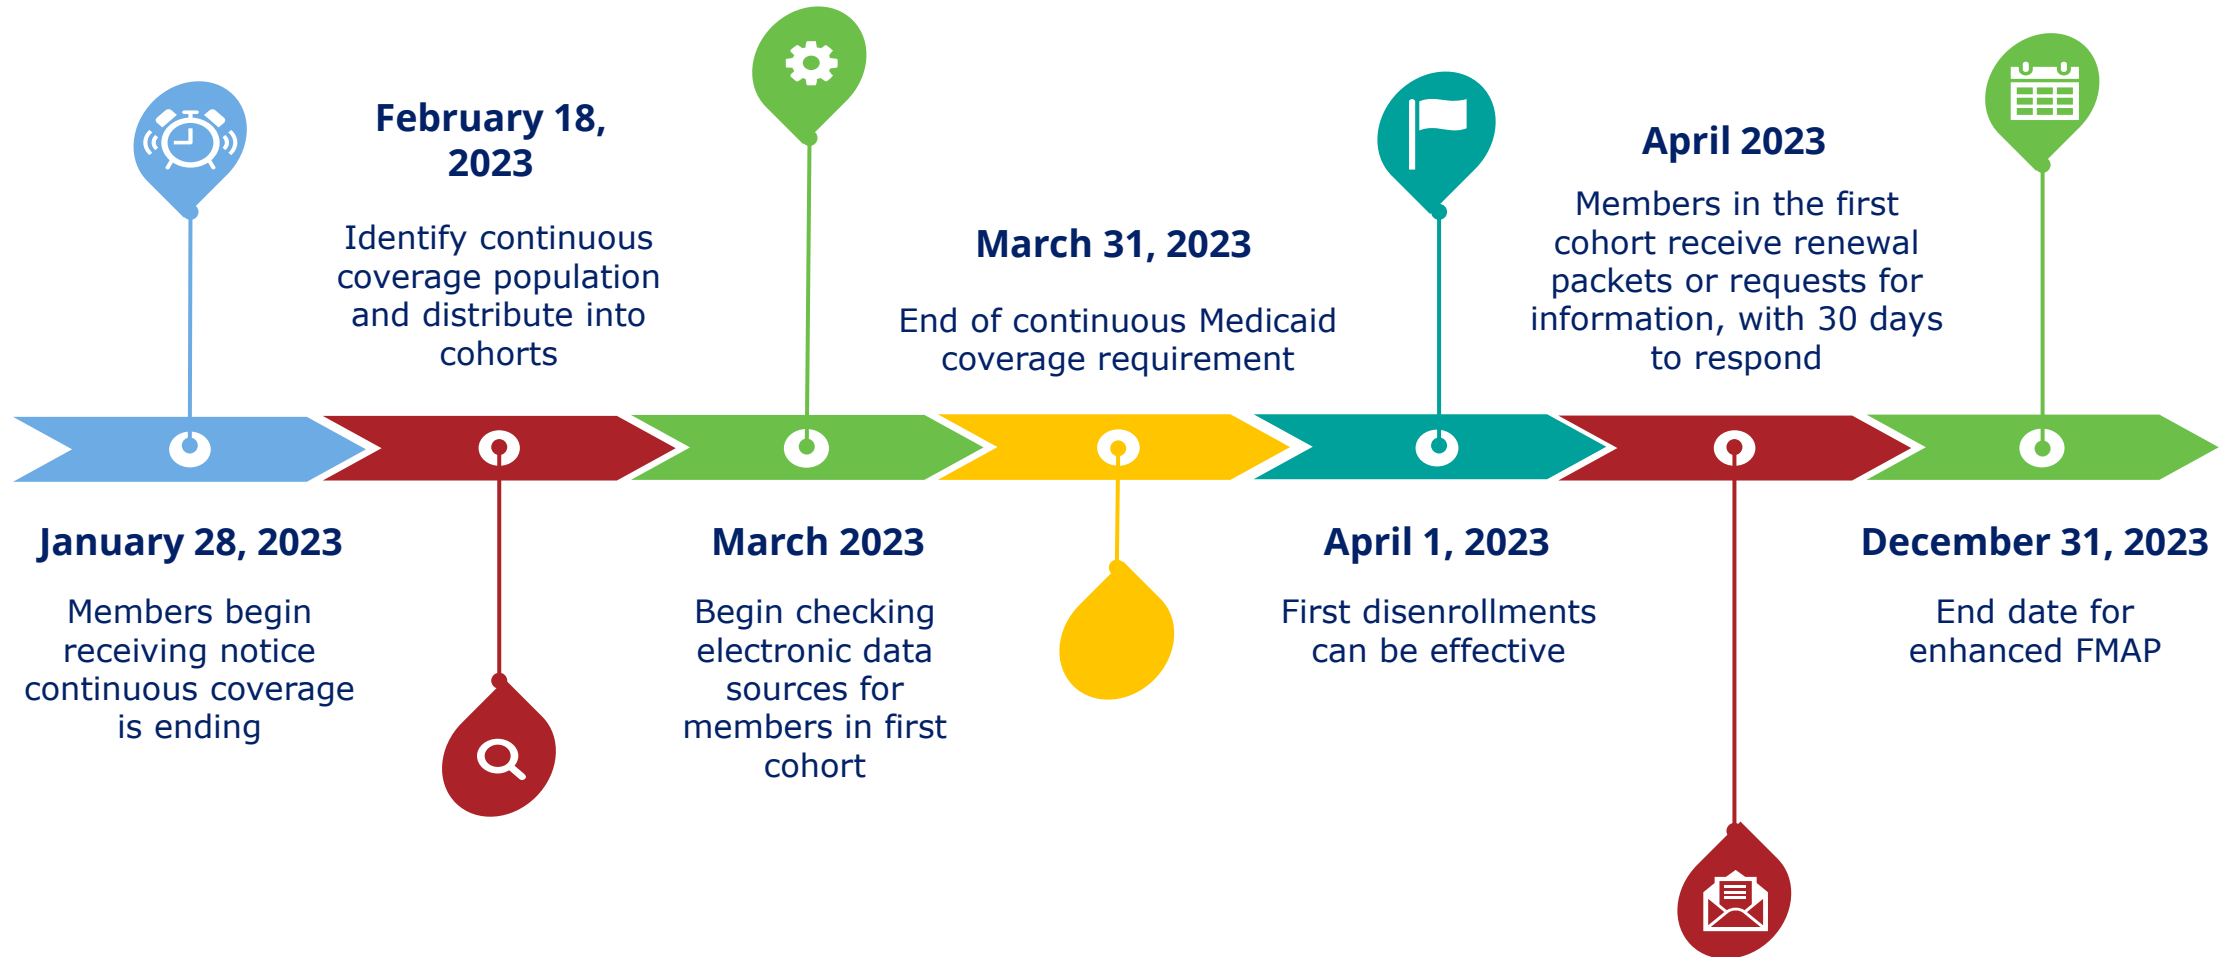 January 28, 2023
Members begin
receiving notice
continuous coverage
is ending
February 18,
2023
Identify continuous
coverage population
and distribute into
cohorts
March 2023
Begin checking
electronic data
sources for
members in first
cohort
March 31, 2023
End of continuous Medicaid
coverage requirement
April 1, 2023
First disenrollments
can be effective
April 2023
Members in the first
cohort receive renewal
packets or requests for
information, with 30 days
to respond
December 31, 2023
End date for
enhanced FMAP